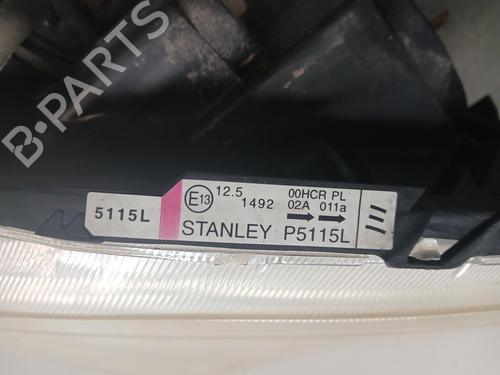 B-PARTS
5115L
E13 12.5 1492
00HCR PL
02A 011a
STANLEY P5115L